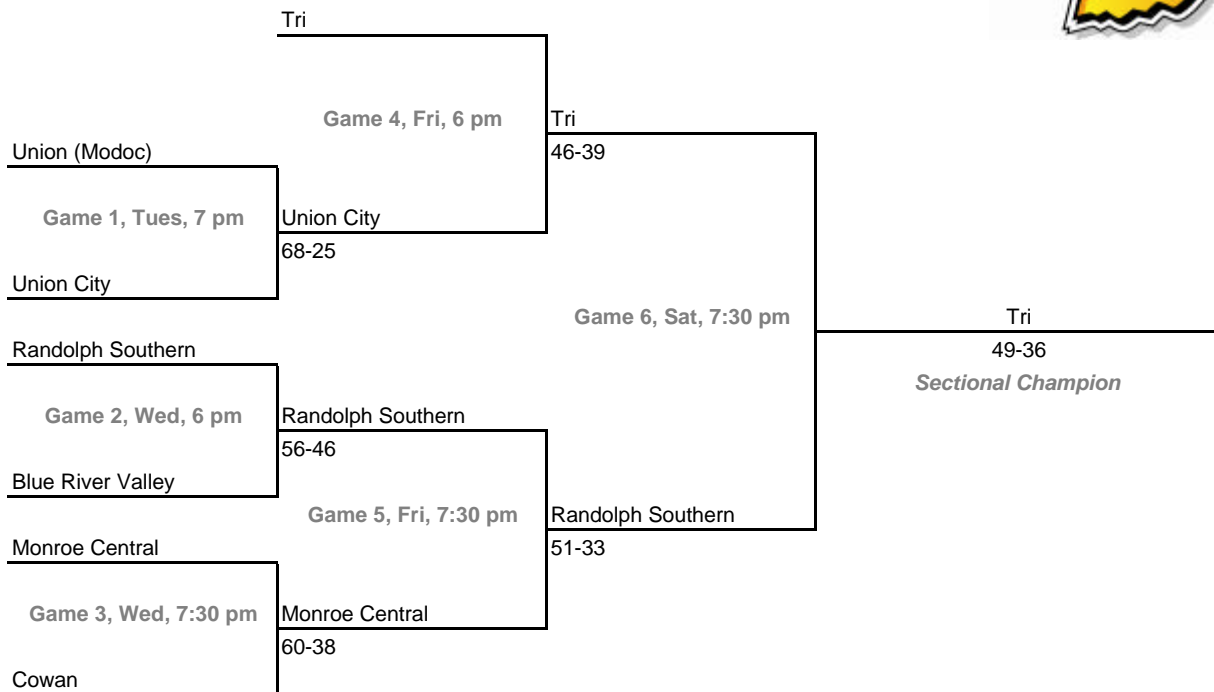 Tri
Game 4, Fri, 6 pm
Tri
Union (Modoc)
46-39
Game 1, Tues, 7 pm
Union City
68-25
Union City
Game 6, Sat, 7:30 pm
Tri
Randolph Southern
49-36
Sectional Champion
Game 2, Wed, 6 pm
Randolph Southern
56-46
Blue River Valley
Game 5, Fri, 7:30 pm
Randolph Southern
Monroe Central
51-33
Game 3, Wed, 7:30 pm
Monroe Central
60-38
Cowan